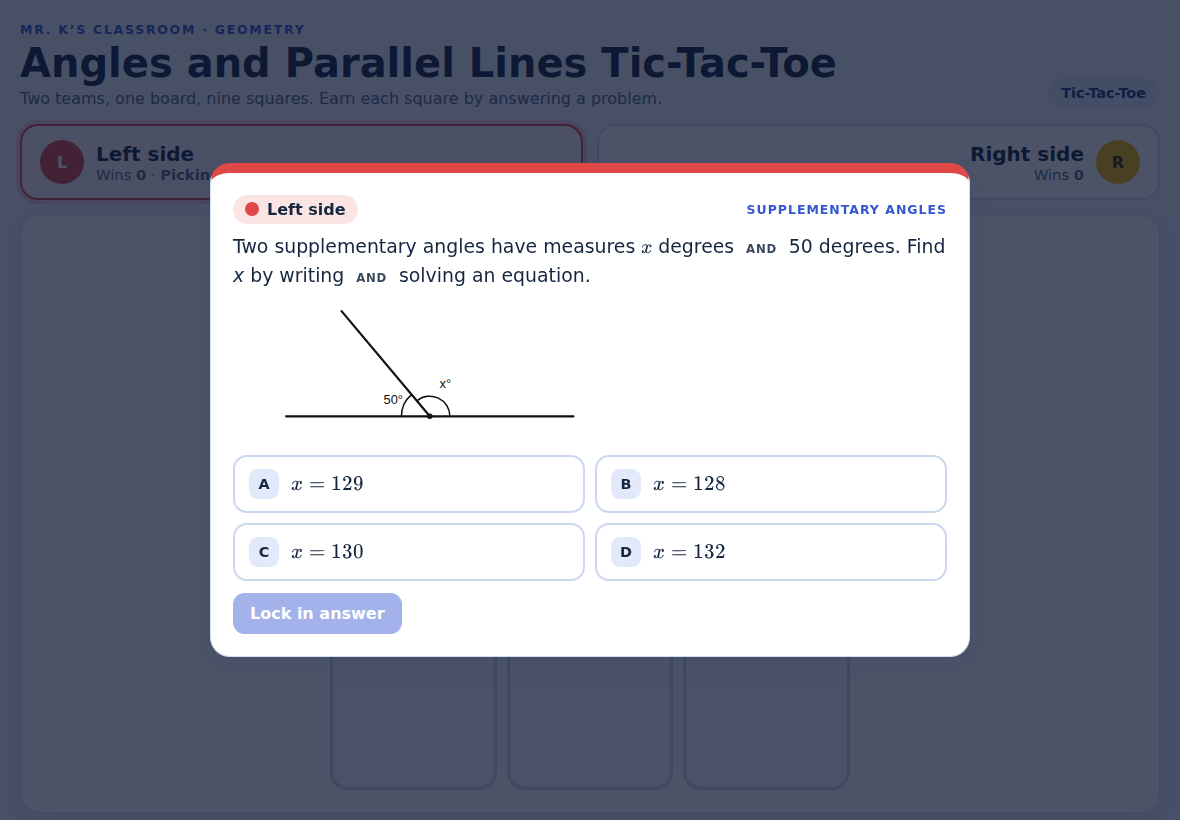 MR. K'S CLASSROOM · GEOMETRY
Angles and Parallel Lines Tic-Tac-Toe
Two teams, one board, nine squares. Earn each square by answering a problem.
Tic-Tac-Toe
L
Left side
Wins 0 · Pickin
Right side
Wins 0
R
Left side
SUPPLEMENTARY ANGLES
Two supplementary angles have measures x degrees AND 50 degrees. Find
x by writing AND solving an equation.
50°
x°
A x = 129
B x = 128
C x = 130
D x = 132
Lock in answer